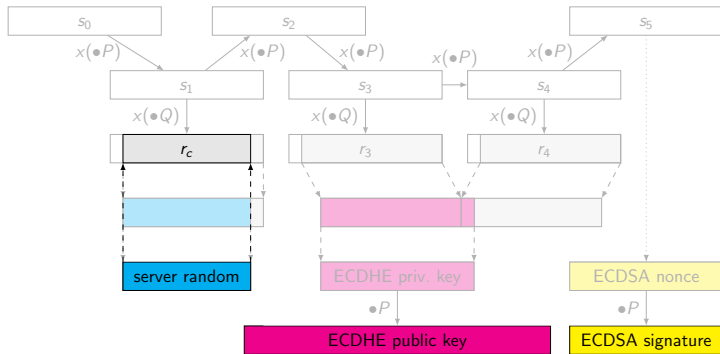 s₀
s₂
s₅
x(●P)
x(●P)
x(●P)
x(●P)
x(●P)
s₁
s₃
s₄
x(●Q)
x(●Q)
x(●Q)
r_c
r₃
r₄
server random
ECDHE priv. key
ECDSA nonce
●P
●P
ECDHE public key
ECDSA signature